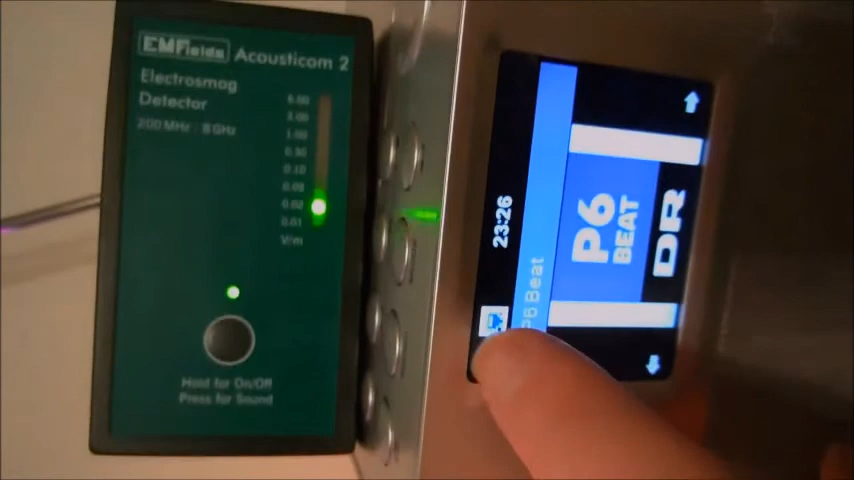 EMFields Acousticom 2
Electrosmog
Detector
200 MHz - 8 GHz
6.00
3.00
1.00
0.30
0.10
0.05
0.02
0.01
V/m
Hold for On/Off
Press for Sound
23:26
P6 Beat
P6
BEAT
DR